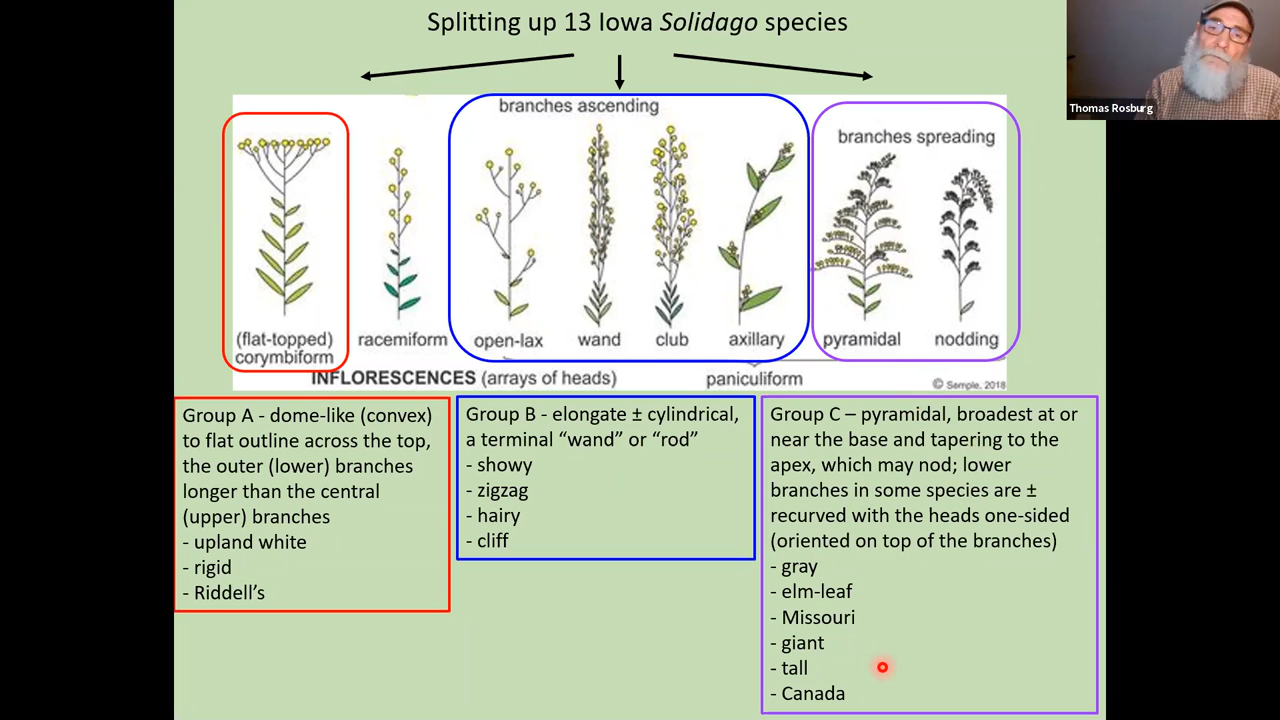 Splitting up 13 Iowa Solidago species
Thomas Rosburg
branches ascending
branches spreading
(flat-topped)
corymbiform
racemiform
open-lax
wand
club
axillary
pyramidal
nodding
INFLORESCENCES (arrays of heads)
paniculiform
© Semple, 2018
Group A - dome-like (convex)
to flat outline across the top,
the outer (lower) branches
longer than the central
(upper) branches
- upland white
- rigid
- Riddell’s
Group B - elongate ± cylindrical,
a terminal “wand” or “rod”
- showy
- zigzag
- hairy
- cliff
Group C – pyramidal, broadest at or
near the base and tapering to the
apex, which may nod; lower
branches in some species are ±
recurved with the heads one-sided
(oriented on top of the branches)
- gray
- elm-leaf
- Missouri
- giant
- tall
- Canada